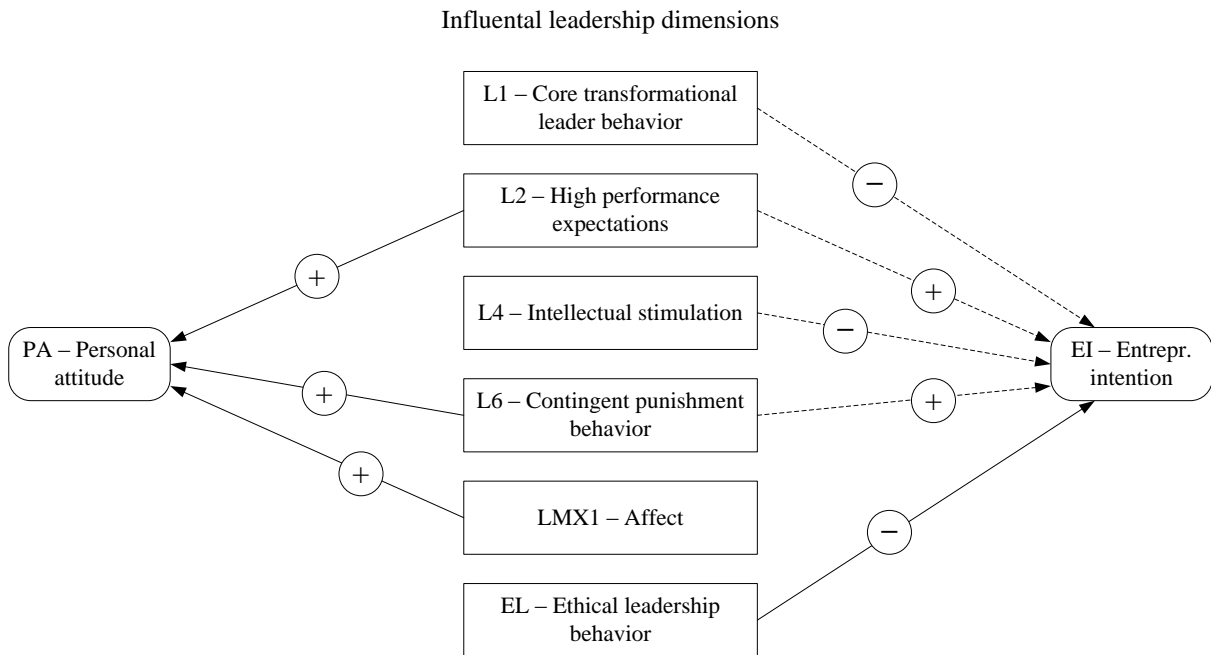 Influental leadership dimensions
L1 – Core transformational
leader behavior
−
L2 – High performance
expectations
+
+
L4 – Intellectual stimulation
−
PA – Personal
attitude
EI – Entrepr.
intention
L6 – Contingent punishment
behavior
+
+
+
LMX1 – Affect
−
EL – Ethical leadership
behavior